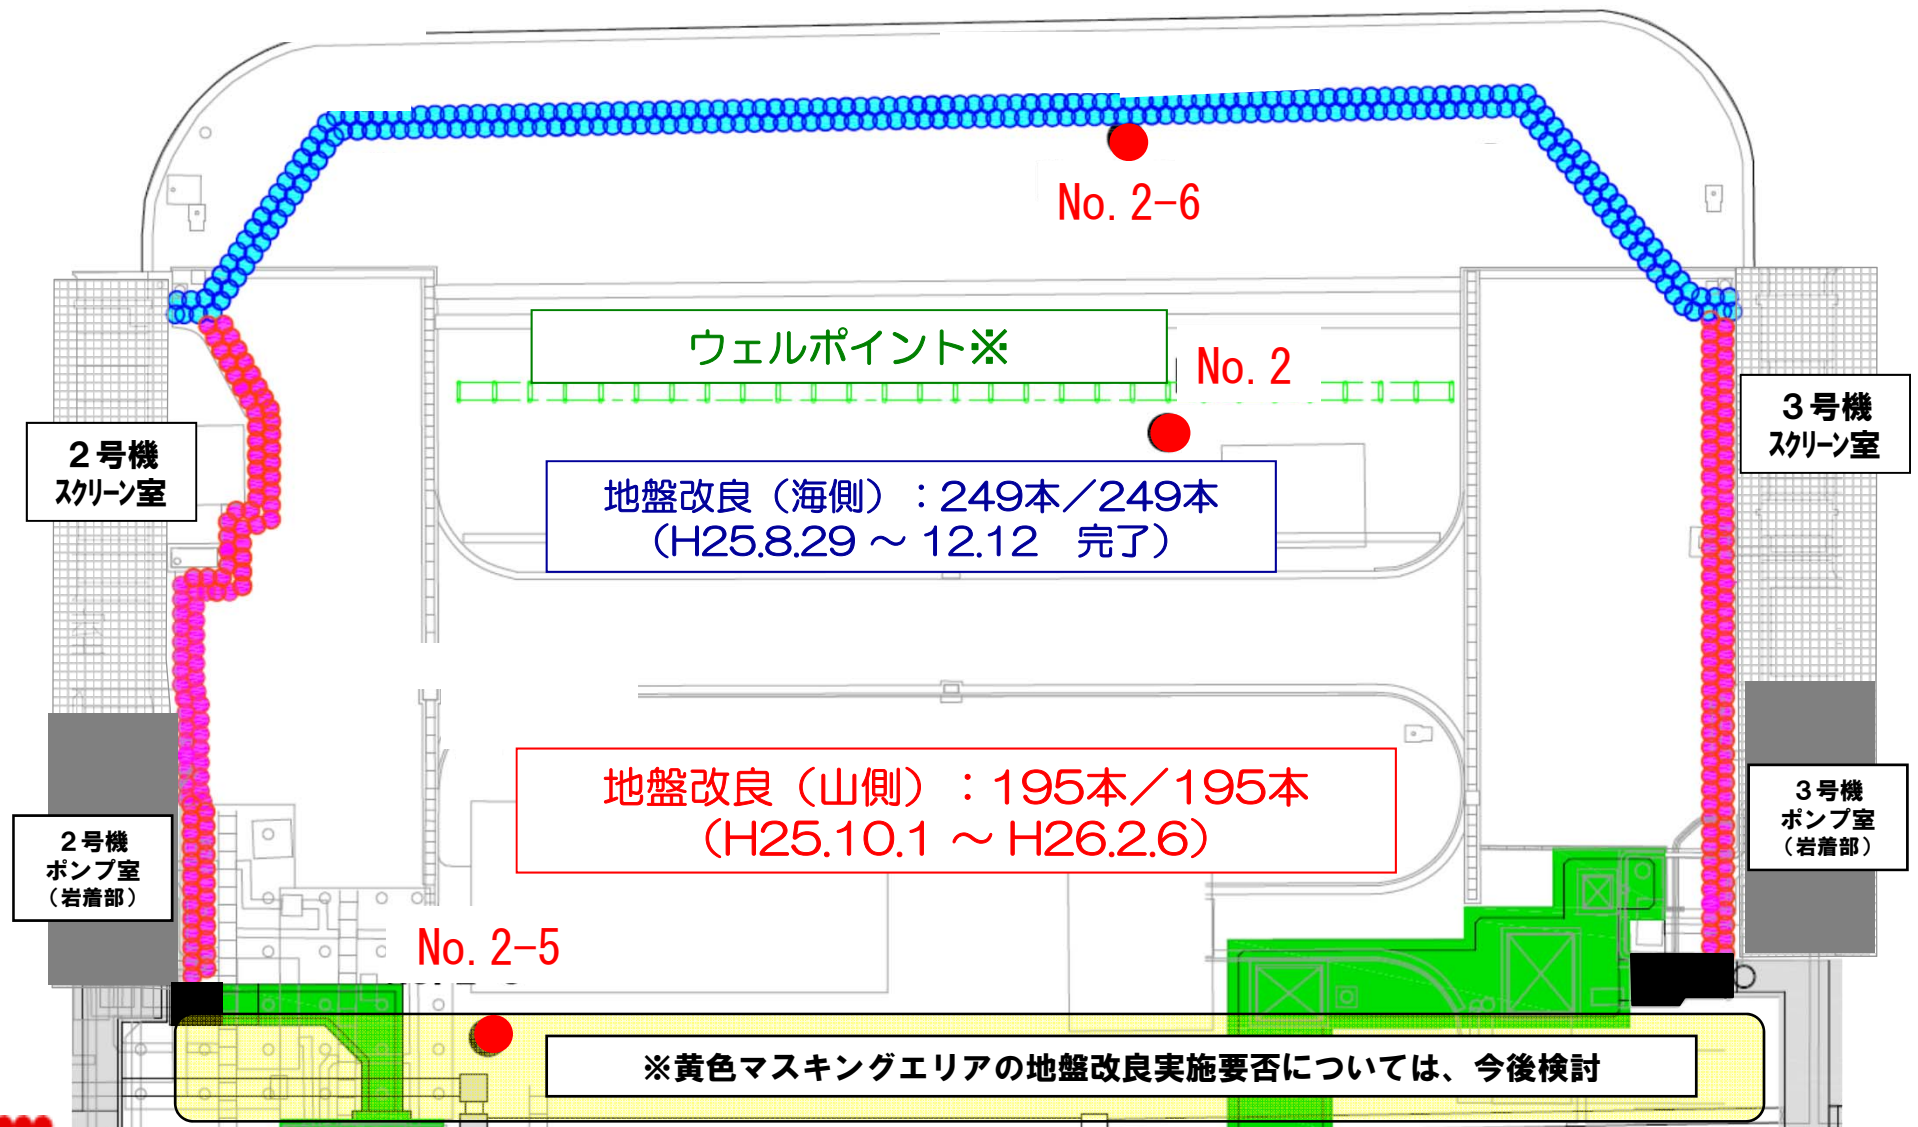 No. 2-6
ウェルポイント※
No. 2
3号機
スクリーン室
2号機
スクリーン室
地盤改良（海側）：249本／249本
（H25.8.29 ～ 12.12　完了）
地盤改良（山側）：195本／195本
（H25.10.1 ～ H26.2.6）
3号機
ポンプ室
（岩着部）
2号機
ポンプ室
（岩着部）
No. 2-5
※黄色マスキングエリアの地盤改良実施要否については、今後検討